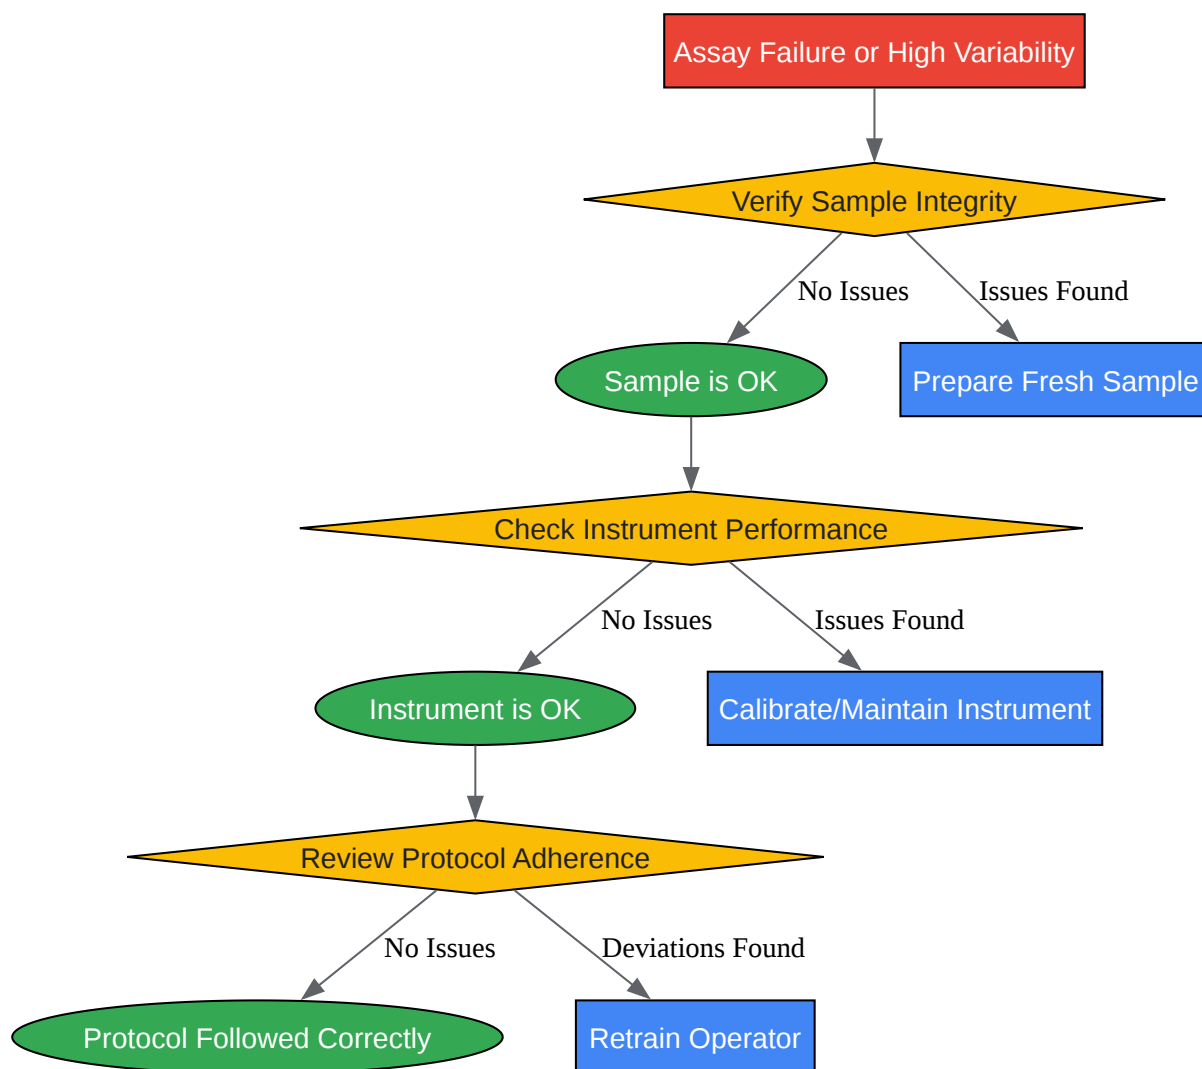 Assay Failure or High Variability
Verify Sample Integrity
No Issues
Issues Found
Sample is OK
Prepare Fresh Sample
Check Instrument Performance
No Issues
Issues Found
Instrument is OK
Calibrate/Maintain Instrument
Review Protocol Adherence
No Issues
Deviations Found
Protocol Followed Correctly
Retrain Operator